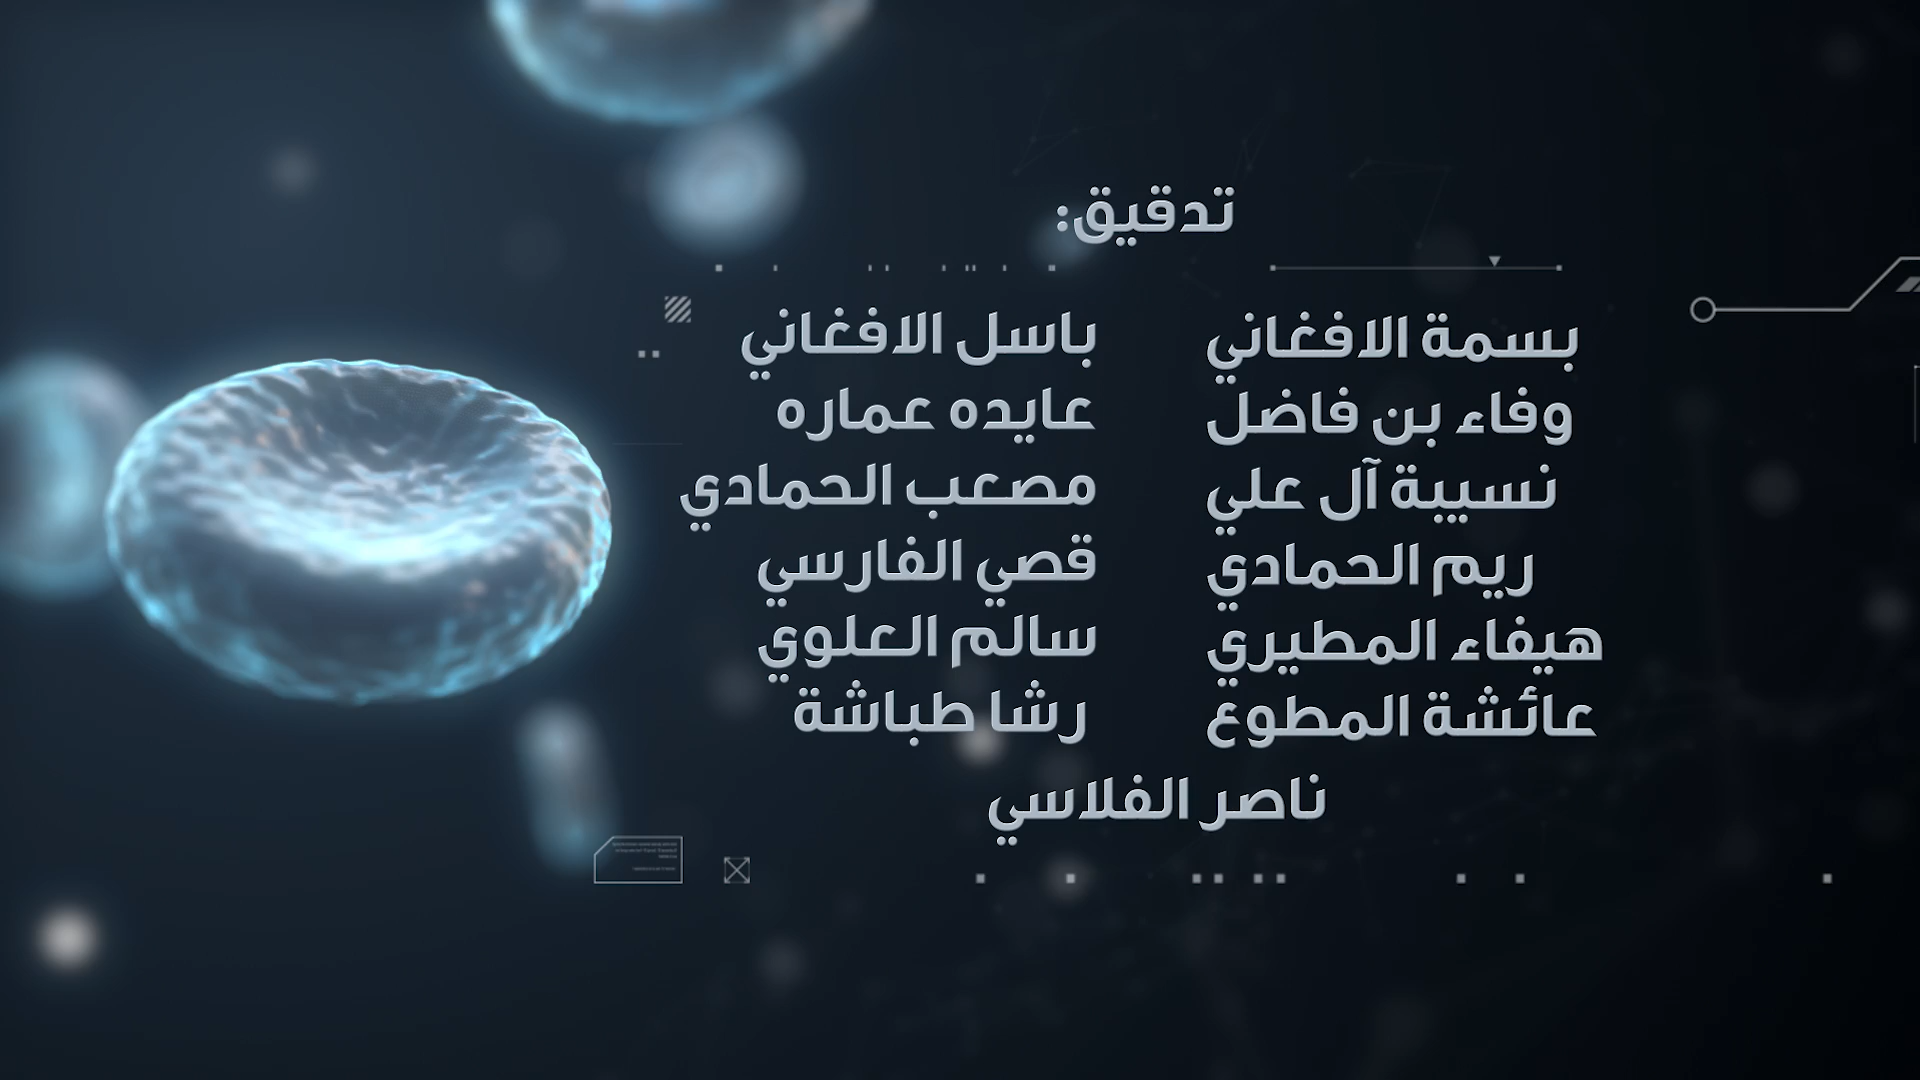 تدقيق:
بسمة الافغاني
باسل الافغاني
وفاء بن فاضل
عايده عماره
نسيبة آل علي
مصعب الحمادي
ريم الحمادي
قصي الفارسي
هيفاء المطيري
سالم العلوي
عائشة المطوع
رشا طباشة
ناصر الفلاسي